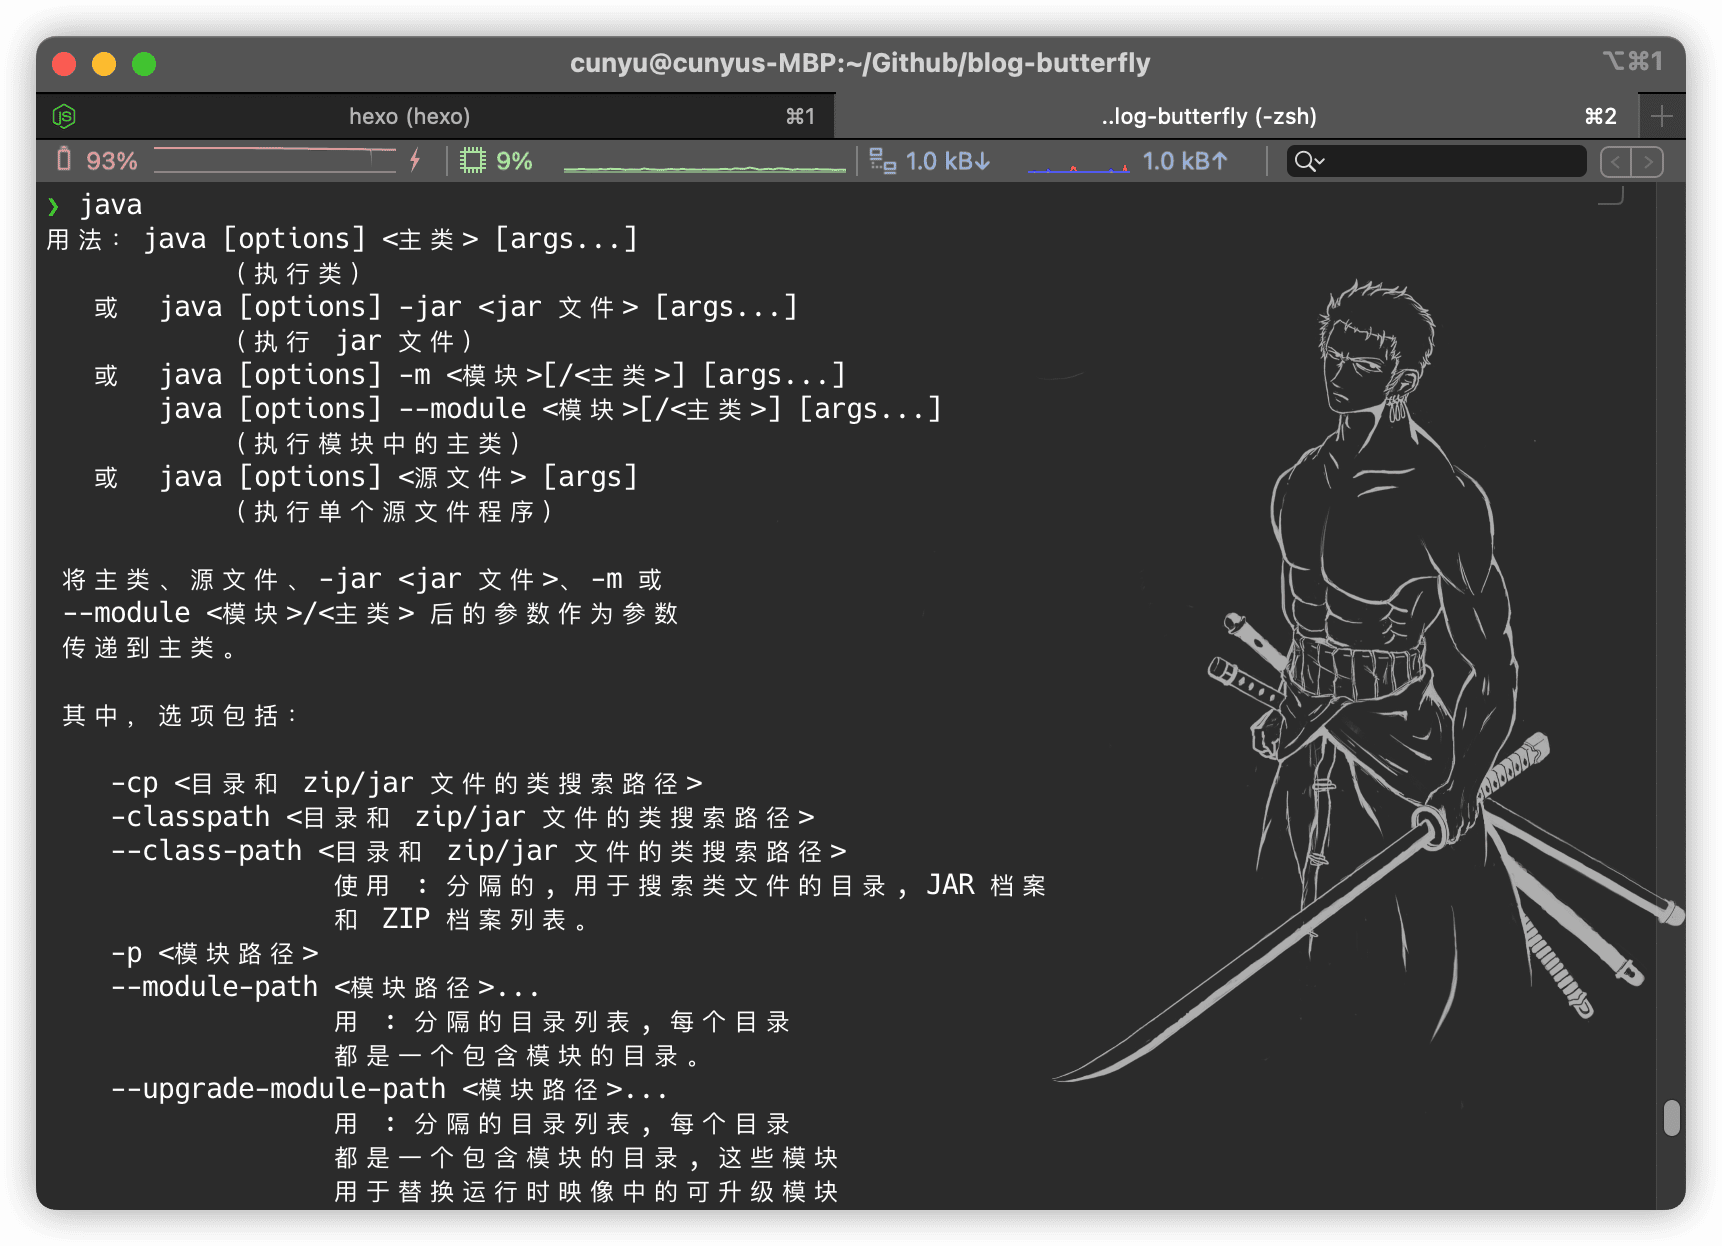 cunyu@cunyus-MBP:~/Github/blog-butterfly
⌥⌘1
hexo (hexo) ⌘1
..log-butterfly (-zsh) ⌘2
93% 9% 1.0 kB↓ 1.0 kB↑
❯ java
用法：java [options] <主类> [args...]
（执行类）
或 java [options] -jar <jar 文件> [args...]
（执行 jar 文件）
或 java [options] -m <模块>[/<主类>] [args...]
java [options] --module <模块>[/<主类>] [args...]
（执行模块中的主类）
或 java [options] <源文件> [args]
（执行单个源文件程序）
将主类、源文件、-jar <jar 文件>、-m 或
--module <模块>/<主类> 后的参数作为参数
传递到主类。
其中，选项包括：
-cp <目录和 zip/jar 文件的类搜索路径>
-classpath <目录和 zip/jar 文件的类搜索路径>
--class-path <目录和 zip/jar 文件的类搜索路径>
使用 : 分隔的, 用于搜索类文件的目录, JAR 档案
和 ZIP 档案列表。
-p <模块路径>
--module-path <模块路径>...
用 : 分隔的目录列表, 每个目录
都是一个包含模块的目录。
--upgrade-module-path <模块路径>...
用 : 分隔的目录列表, 每个目录
都是一个包含模块的目录, 这些模块
用于替换运行时映像中的可升级模块